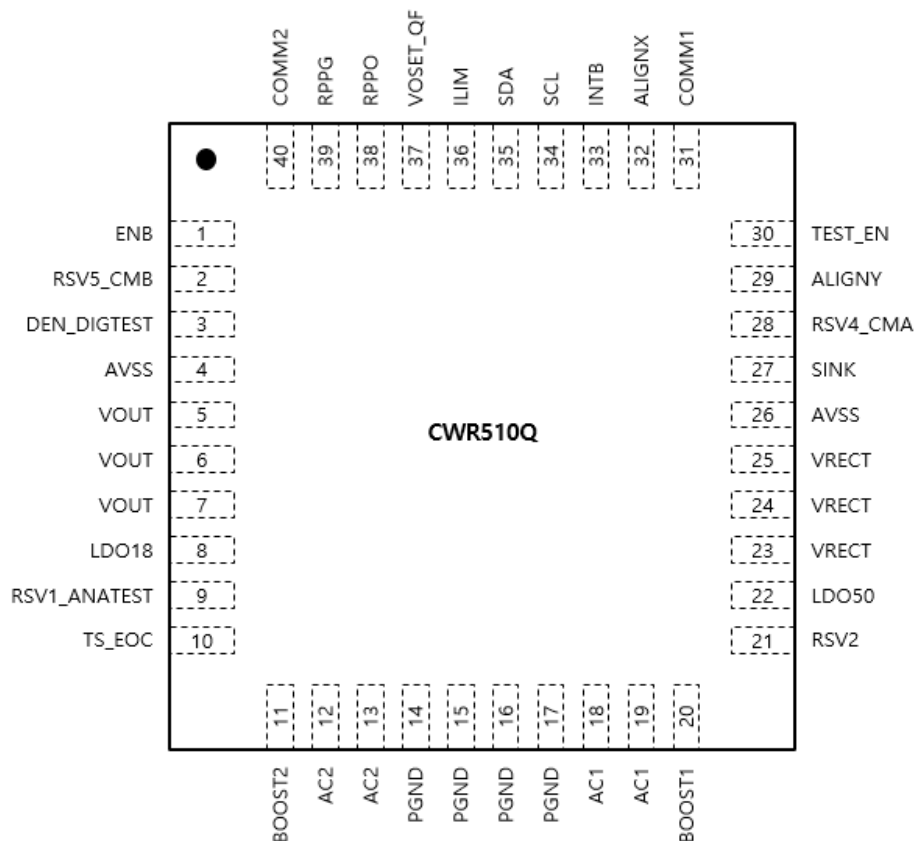 COMM2 RPPG RPPO VOSET_QF ILIM SDA SCL INTB ALIGNX COMM1
40 39 38 37 36 35 34 33 32 31
ENB 1 30 TEST_EN
RSV5_CMB 2 29 ALIGNY
DEN_DIGTEST 3 28 RSV4_CMA
AVSS 4 27 SINK
VOUT 5 26 AVSS
CWR510Q
VOUT 6 25 VRECT
VOUT 7 24 VRECT
LDO18 8 23 VRECT
RSV1_ANATEST 9 22 LDO50
TS_EOC 10 21 RSV2
11 12 13 14 15 16 17 18 19 20
BOOST2 AC2 AC2 PGND PGND PGND PGND AC1 AC1 BOOST1